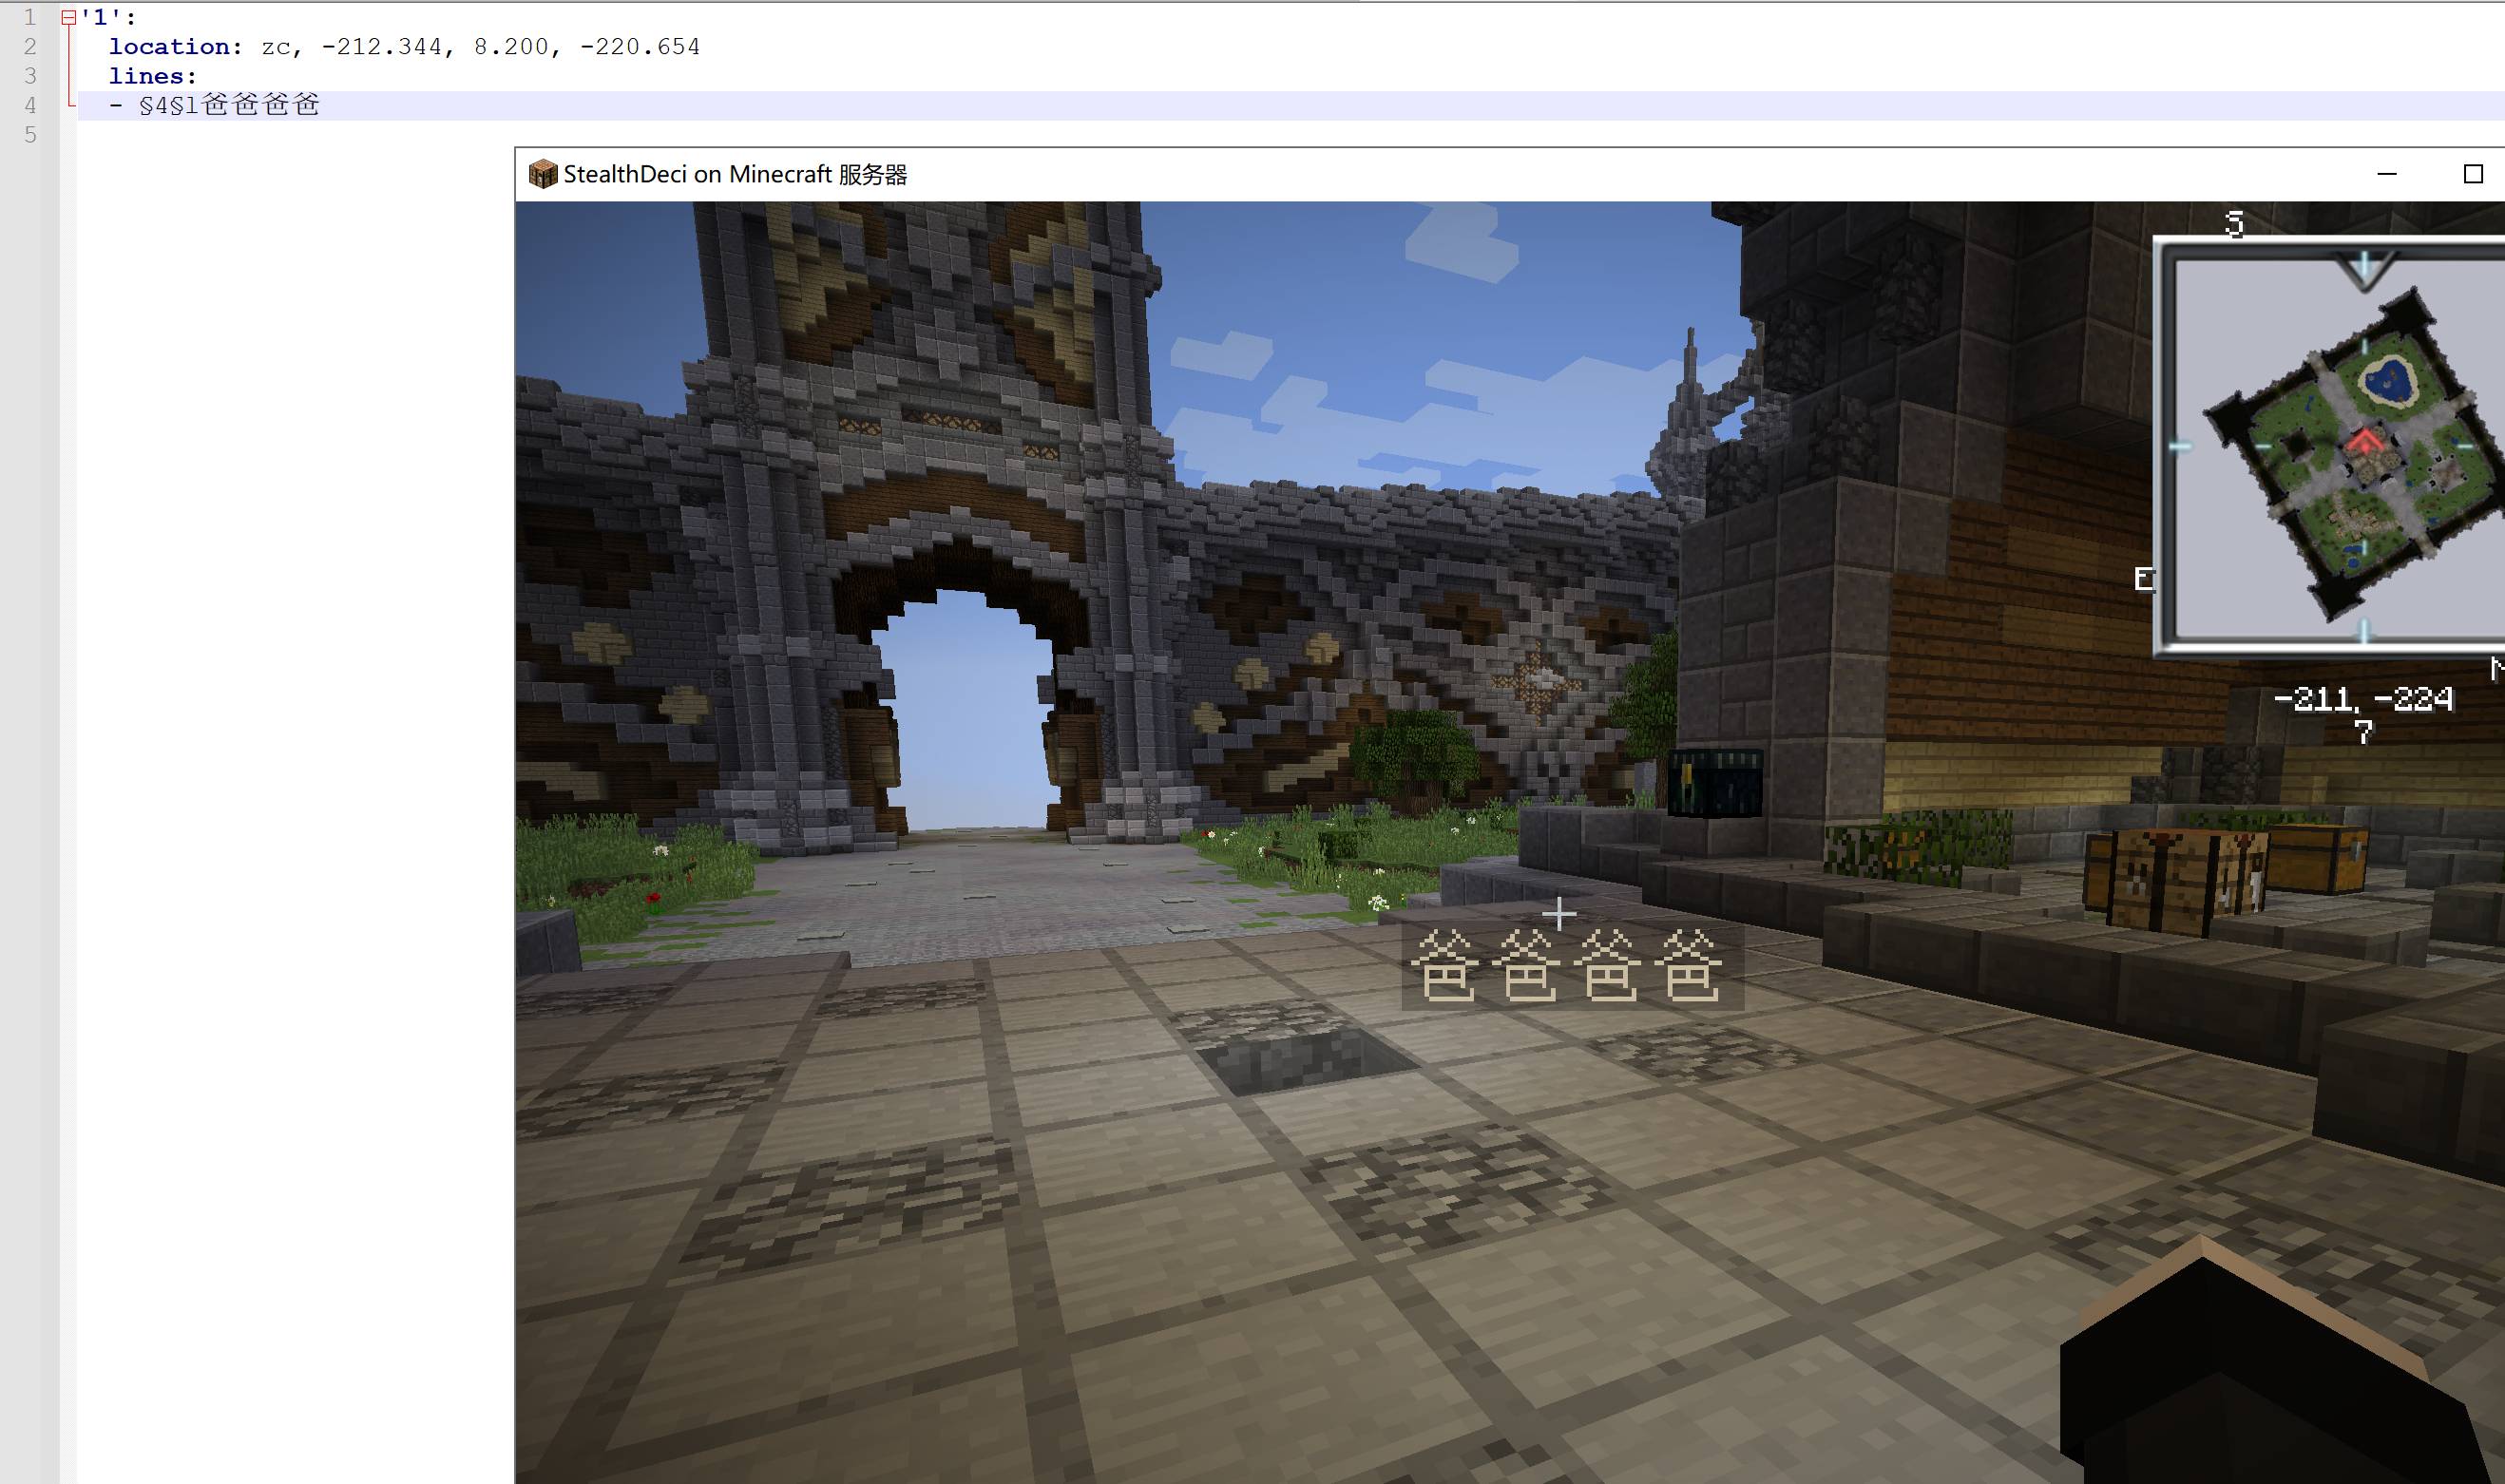 1 '1':
2 location: zc, -212.344, 8.200, -220.654
3 lines:
4 - §4§l爸爸爸爸
5
StealthDeci on Minecraft 服务器
S
E
N
-211, -224
7
爸爸爸爸